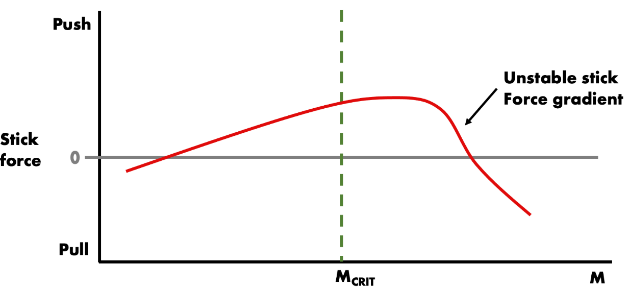 Push
Unstable stick
Force gradient
Stick
force
0
Pull
MCRIT
M